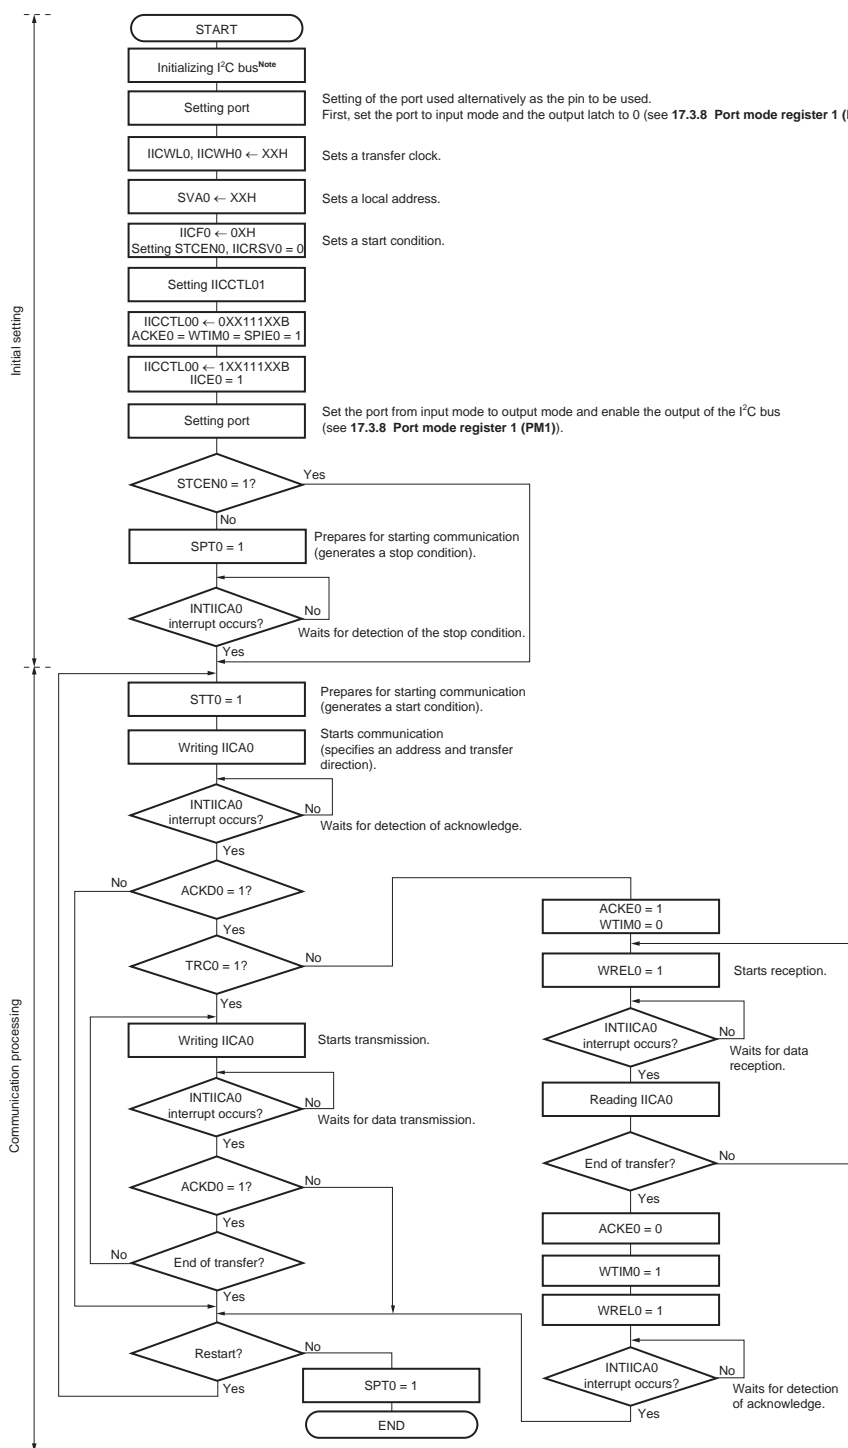 START
Initializing I²C bus^Note
Setting port
Setting of the port used alternatively as the pin to be used.
First, set the port to input mode and the output latch to 0 (see 17.3.8 Port mode register 1 (
IICWL0, IICWH0 ← XXH
Sets a transfer clock.
SVA0 ← XXH
Sets a local address.
IICF0 ← 0XH
Setting STCEN0, IICRSV0 = 0
Sets a start condition.
Setting IICCTL01
IICCTL00 ← 0XX111XXB
ACKE0 = WTIM0 = SPIE0 = 1
IICCTL00 ← 1XX111XXB
IICE0 = 1
Setting port
Set the port from input mode to output mode and enable the output of the I²C bus
(see 17.3.8 Port mode register 1 (PM1)).
Initial setting
STCEN0 = 1?
Yes
No
SPT0 = 1
Prepares for starting communication
(generates a stop condition).
INTIICA0
interrupt occurs?
No
Waits for detection of the stop condition.
Yes
STT0 = 1
Prepares for starting communication
(generates a start condition).
Writing IICA0
Starts communication
(specifies an address and transfer
direction).
INTIICA0
interrupt occurs?
No
Waits for detection of acknowledge.
Yes
ACKD0 = 1?
No
Yes
TRC0 = 1?
No
Yes
Writing IICA0
Starts transmission.
INTIICA0
interrupt occurs?
No
Waits for data transmission.
Yes
ACKD0 = 1?
No
Yes
End of transfer?
No
Yes
Restart?
No
Yes
SPT0 = 1
END
Communication processing
ACKE0 = 1
WTIM0 = 0
WREL0 = 1
Starts reception.
INTIICA0
interrupt occurs?
No
Waits for data
reception.
Yes
Reading IICA0
End of transfer?
No
Yes
ACKE0 = 0
WTIM0 = 1
WREL0 = 1
INTIICA0
interrupt occurs?
No
Waits for detection
of acknowledge.
Yes